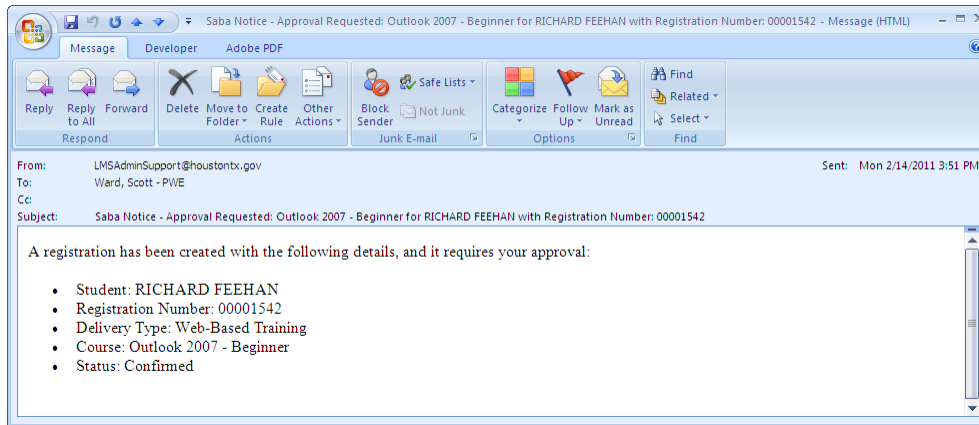 Saba Notice - Approval Requested: Outlook 2007 - Beginner for RICHARD FEEHAN with Registration Number: 00001542 - Message (HTML)
Message Developer Adobe PDF
Reply Reply to All Forward
Respond
Delete Move to Folder Create Rule Other Actions
Actions
Block Sender Safe Lists Not Junk
Junk E-mail
Categorize Follow Up Mark as Unread
Options
Find Related Select
Find
From: LMSAdminSupport@houstontx.gov Sent: Mon 2/14/2011 3:51 PM
To: Ward, Scott - PWE
Cc:
Subject: Saba Notice - Approval Requested: Outlook 2007 - Beginner for RICHARD FEEHAN with Registration Number: 00001542
A registration has been created with the following details, and it requires your approval:
• Student: RICHARD FEEHAN
• Registration Number: 00001542
• Delivery Type: Web-Based Training
• Course: Outlook 2007 - Beginner
• Status: Confirmed